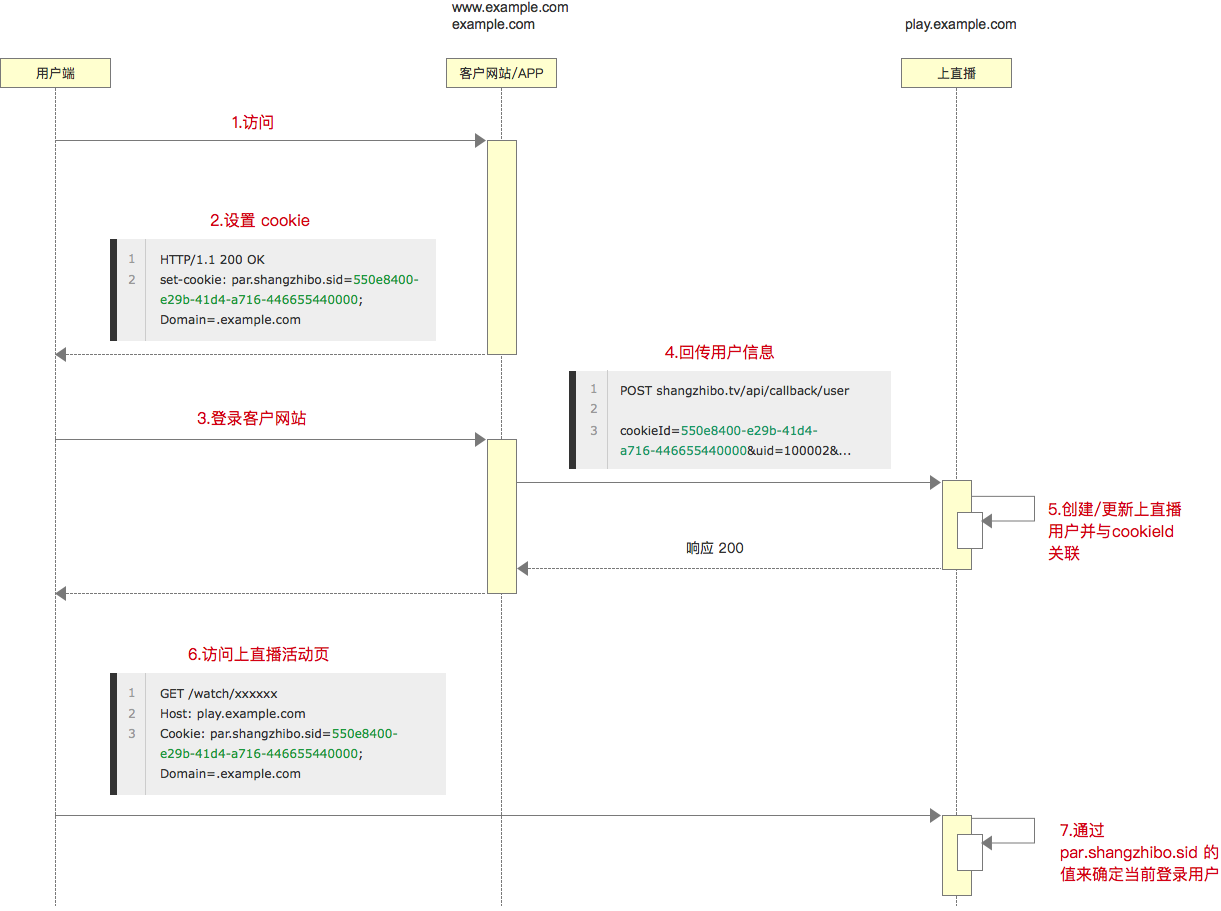 www.example.com
example.com
play.example.com
用户端
客户网站/APP
上直播
1.访问
2.设置 cookie
1 HTTP/1.1 200 OK
2 set-cookie: par.shangzhibo.sid=550e8400-
e29b-41d4-a716-446655440000;
Domain=.example.com
4.回传用户信息
1 POST shangzhibo.tv/api/callback/user
2
3 cookieId=550e8400-e29b-41d4-
a716-446655440000&uid=100002&...
3.登录客户网站
5.创建/更新上直播
用户并与cookieId
关联
响应 200
6.访问上直播活动页
1 GET /watch/xxxxxx
2 Host: play.example.com
3 Cookie: par.shangzhibo.sid=550e8400-
e29b-41d4-a716-446655440000;
Domain=.example.com
7.通过
par.shangzhibo.sid 的
值来确定当前登录用户